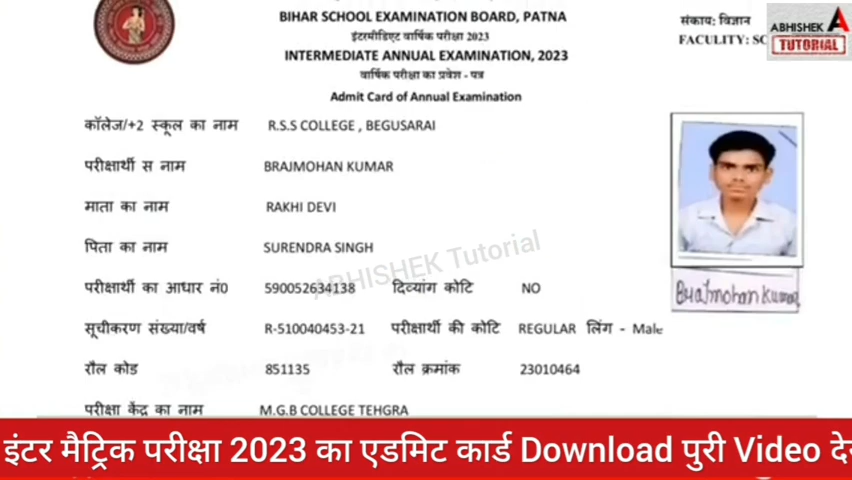 BIHAR SCHOOL EXAMINATION BOARD, PATNA
इंटरमीडिएट वार्षिक परीक्षा 2023
INTERMEDIATE ANNUAL EXAMINATION, 2023
वार्षिक परीक्षा का प्रवेश - पत्र
Admit Card of Annual Examination
संकाय: विज्ञान
FACULITY: SC
ABHISHEK A
TUTORIAL
कॉलेज/+2 स्कूल का नाम R.S.S COLLEGE , BEGUSARAI
परीक्षार्थी स नाम BRAJMOHAN KUMAR
माता का नाम RAKHI DEVI
पिता का नाम SURENDRA SINGH
ABHISHEK Tutorial
परीक्षार्थी का आधार नं0 590052634138 दिव्यांग कोटि NO
Brajmohan Kumar
सूचीकरण संख्या/वर्ष R-510040453-21 परीक्षार्थी की कोटि REGULAR लिंग - Male
रौल कोड 851135 रौल क्रमांक 23010464
परीक्षा केंद्र का नाम M.G.B COLLEGE TEHGRA
इंटर मैट्रिक परीक्षा 2023 का एडमिट कार्ड Download पुरी Video